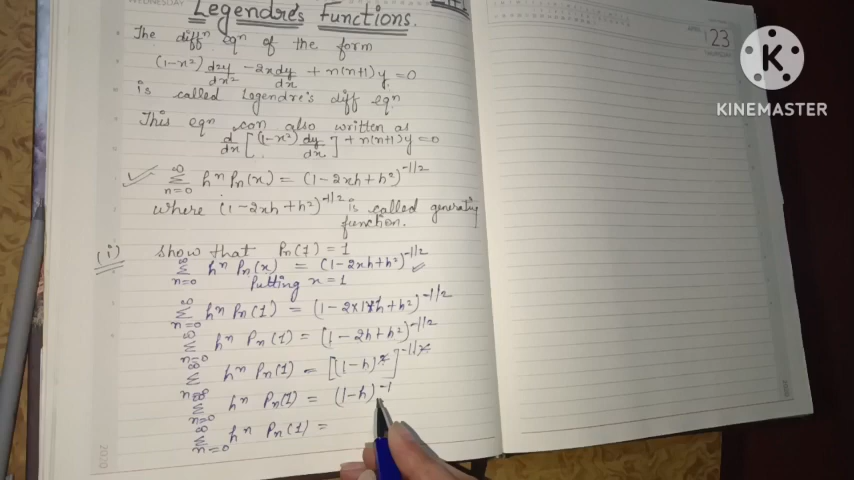 WEDNESDAY
Legendre's Functions.
The diffⁿ eqⁿ of the form
(1-x²) d²y/dx² - 2x dy/dx + n(n+1)y = 0
is called Legendre's diff eqⁿ
This eqⁿ can also written as
d/dx [(1-x²) dy/dx] + n(n+1)y = 0
∑_{n=0}^{∞} hⁿ Pₙ(x) = (1-2xh+h²)^{-1/2}
where (1-2xh+h²)^{-1/2} is called generating
function.
(i) Show that Pₙ(1) = 1
∑_{n=0}^{∞} hⁿ Pₙ(x) = (1-2xh+h²)^{-1/2}
Putting x = 1
∑_{n=0}^{∞} hⁿ Pₙ(1) = (1-2×1×h+h²)^{-1/2}
∑_{n=0}^{∞} hⁿ Pₙ(1) = (1-2h+h²)^{-1/2}
∑_{n=0}^{∞} hⁿ Pₙ(1) = [(1-h)²]^{-1/2}
∑_{n=0}^{∞} hⁿ Pₙ(1) = (1-h)^{-1}
∑_{n=0}^{∞} hⁿ Pₙ(1) =
2020
23
K
KINEMASTER